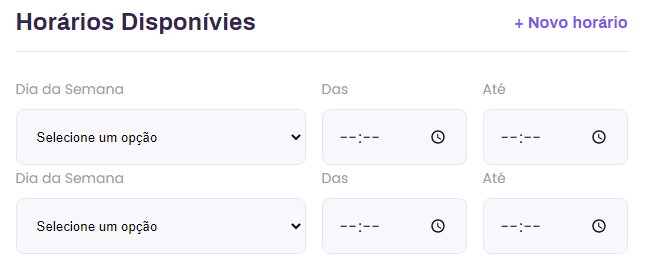 Horários Disponívies + Novo horário
Dia da Semana Das Até
Selecione um opção --:-- --:--
Dia da Semana Das Até
Selecione um opção --:-- --:--